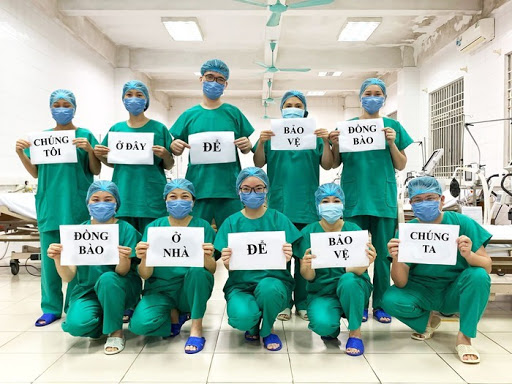 CHÚNG
TÔI
Ở ĐÂY
ĐỂ
BẢO
VỆ
ĐỒNG
BÀO
ĐỒNG
BÀO
Ở
NHÀ
ĐỂ
BẢO
VỆ
CHÚNG
TA